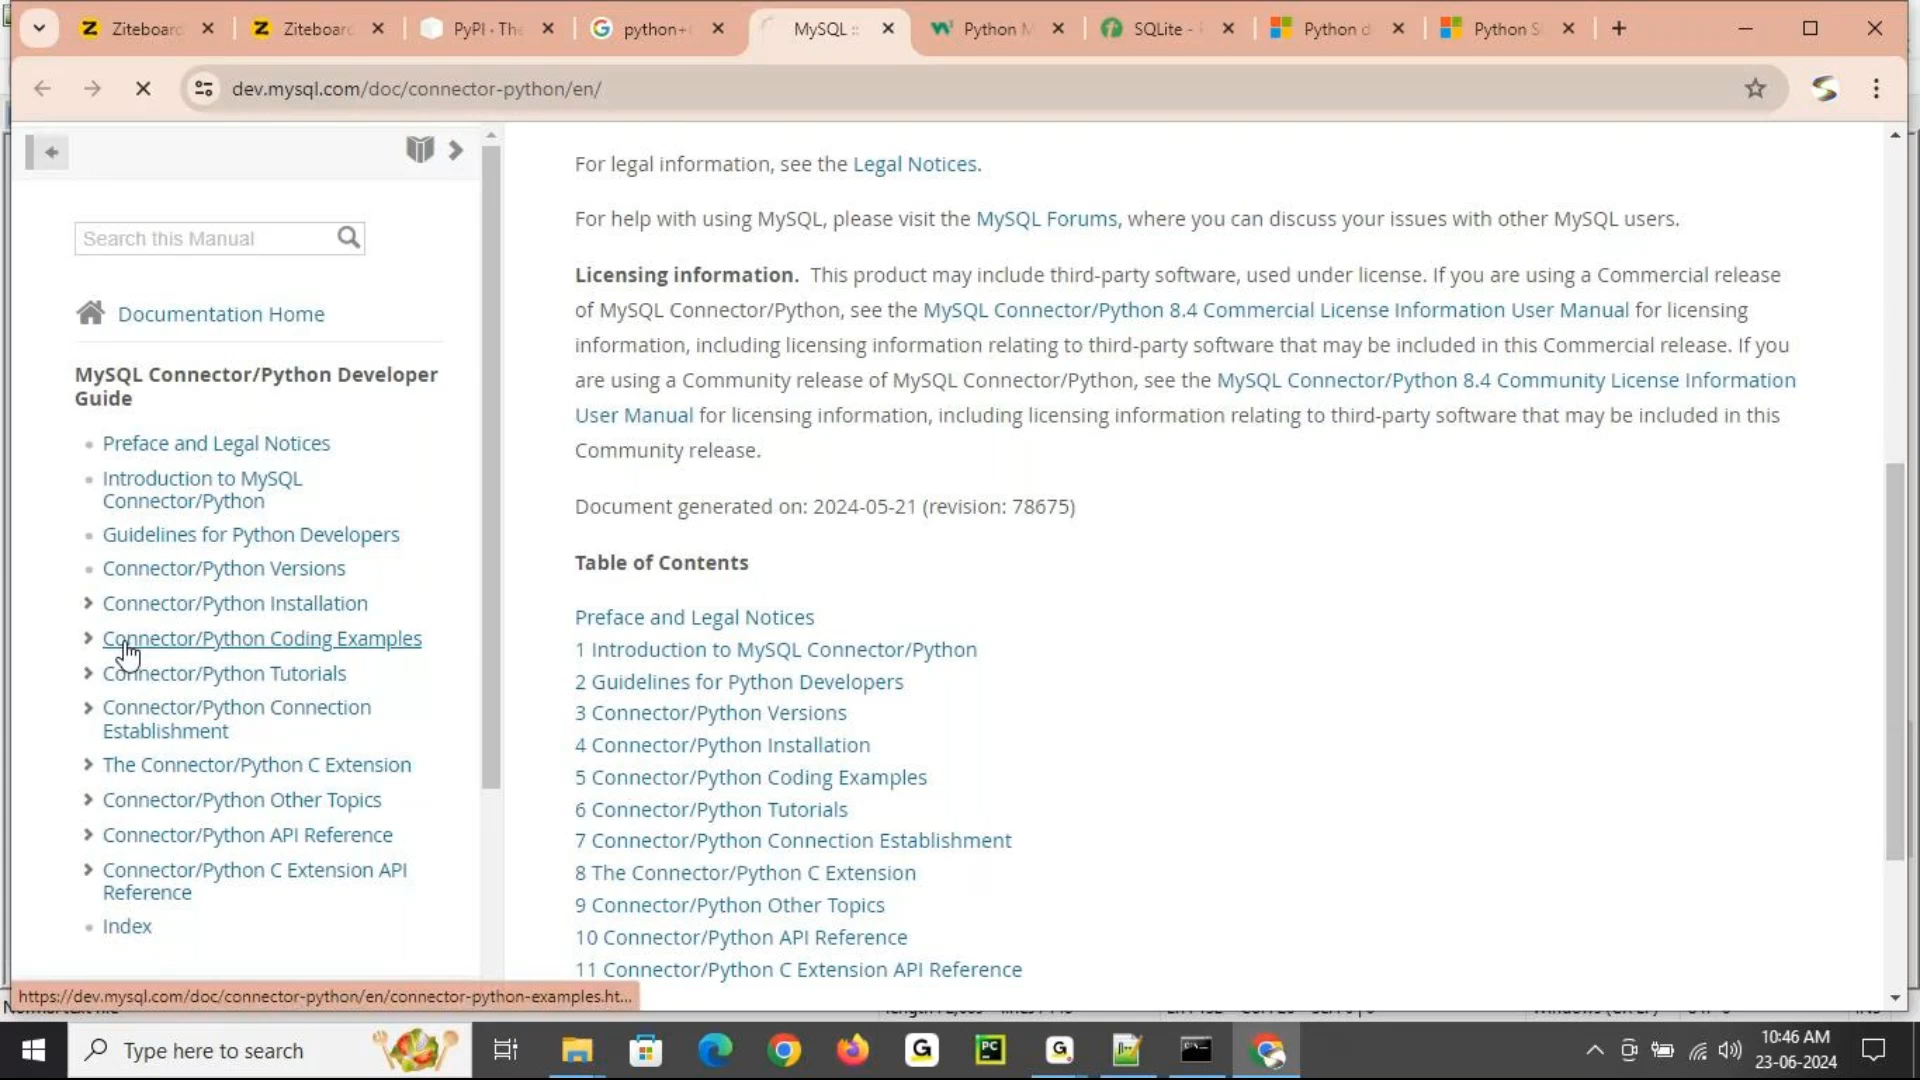 Ziteboard
Ziteboard
PyPI · The
python+
MySQL ::
Python M
SQLite -
Python d
Python S
dev.mysql.com/doc/connector-python/en/
Search this Manual
Documentation Home
MySQL Connector/Python Developer
Guide
Preface and Legal Notices
Introduction to MySQL
Connector/Python
Guidelines for Python Developers
Connector/Python Versions
Connector/Python Installation
Connector/Python Coding Examples
Connector/Python Tutorials
Connector/Python Connection
Establishment
The Connector/Python C Extension
Connector/Python Other Topics
Connector/Python API Reference
Connector/Python C Extension API
Reference
Index
For legal information, see the Legal Notices.
For help with using MySQL, please visit the MySQL Forums, where you can discuss your issues with other MySQL users.
Licensing information. This product may include third-party software, used under license. If you are using a Commercial release
of MySQL Connector/Python, see the MySQL Connector/Python 8.4 Commercial License Information User Manual for licensing
information, including licensing information relating to third-party software that may be included in this Commercial release. If you
are using a Community release of MySQL Connector/Python, see the MySQL Connector/Python 8.4 Community License Information
User Manual for licensing information, including licensing information relating to third-party software that may be included in this
Community release.
Document generated on: 2024-05-21 (revision: 78675)
Table of Contents
Preface and Legal Notices
1 Introduction to MySQL Connector/Python
2 Guidelines for Python Developers
3 Connector/Python Versions
4 Connector/Python Installation
5 Connector/Python Coding Examples
6 Connector/Python Tutorials
7 Connector/Python Connection Establishment
8 The Connector/Python C Extension
9 Connector/Python Other Topics
10 Connector/Python API Reference
11 Connector/Python C Extension API Reference
https://dev.mysql.com/doc/connector-python/en/connector-python-examples.ht...
Type here to search
10:46 AM
23-06-2024